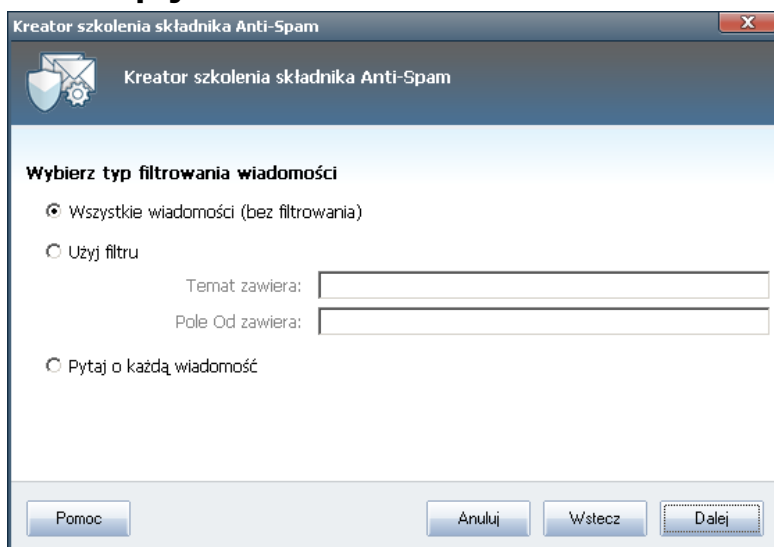 Kreator szkolenia składnika Anti-Spam
Kreator szkolenia składnika Anti-Spam
Wybierz typ filtrowania wiadomości
Wszystkie wiadomości (bez filtrowania)
Użyj filtru
Temat zawiera:
Pole Od zawiera:
Pytaj o każdą wiadomość
Pomoc Anuluj Wstecz Dalej